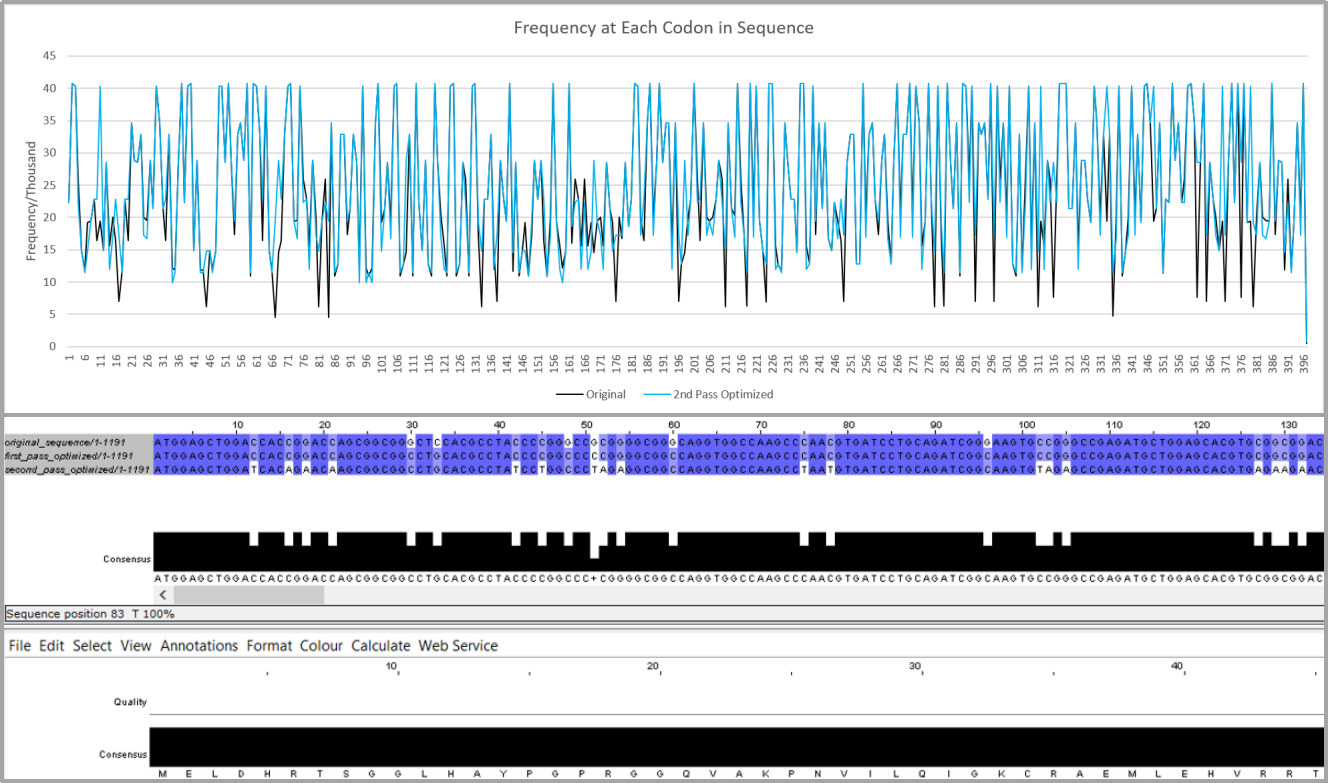 Frequency at Each Codon in Sequence
45
40
35
30
25
20
15
10
5
0
Frequency/Thousand
1 6 11 16 21 26 31 36 41 46 51 56 61 66 71 76 81 86 91 96 101 106 111 116 121 126 131 136 141 146 151 156 161 166 171 176 181 186 191 196 201 206 211 216 221 226 231 236 241 246 251 256 261 266 271 276 281 286 291 296 301 306 311 316 321 326 331 336 341 346 351 356 361 366 371 376 381 386 391 396
Original 2nd Pass Optimized
10 20 30 40 50 60 70 80 90 100 110 120 130
original_sequence/1-1191 ATGGAGCTGGACCACCGGACCAGCGGCGGGCTCCACGCCTACCCCGGGCCGCGGGGCGGGCAGGTGGCCAAGCCCAACGTGATCCTGCAGATCGGGAAGTGCCGGGCCGAGATGCTGGAGCACGTGCGGCGGAC
first_pass_optimized/1-1191 ATGGAGCTGGACCACCGGACCAGCGGCGGCCTGCACGCCTACCCCGGCCCCCGGGGCGGCCAGGTGGCCAAGCCCAACGTGATCCTGCAGATCGGCAAGTGCCGGGCCGAGATGCTGGAGCACGTGCGGCGGAC
second_pass_optimized/1-1191 ATGGAGCTGGATCACAGAACAAGCGGCGGCCTGCACGCCTATCCTGGCCCTAGAGGCGGCCAGGTGGCCAAGCCTAATGTGATCCTGCAGATCGGCAAGTGTAGAGCCGAGATGCTGGAGCACGTGAGAAGAAC
Consensus
ATGGAGCTGGACCACCGGACCAGCGGCGGCCTGCACGCCTACCCCGGCCC+CGGGGCGGCCAGGTGGCCAAGCCCAACGTGATCCTGCAGATCGGCAAGTGCCGGGCCGAGATGCTGGAGCACGTGCGGCGGAC
Sequence position 83 T 100%
File Edit Select View Annotations Format Colour Calculate Web Service
10 20 30 40
Quality
Consensus
M E L D H R T S G G L H A Y P G P R G G Q V A K P N V I L Q I G K C R A E M L E H V R R T